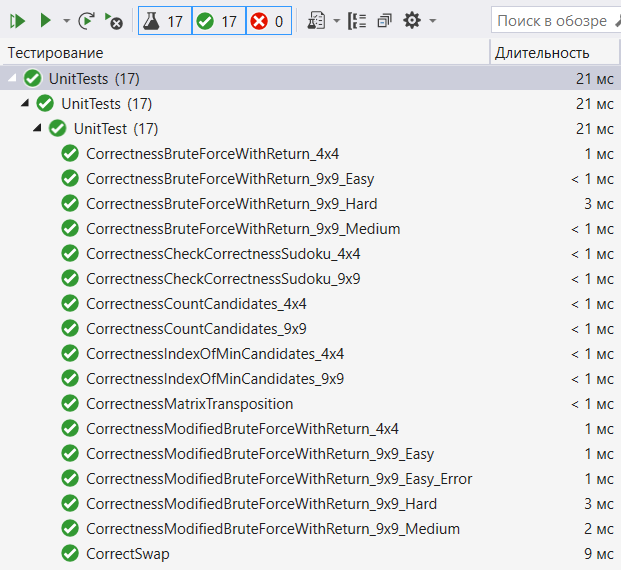 17 17 0 Поиск в обозре
Тестирование Длительность
UnitTests (17) 21 мс
UnitTests (17) 21 мс
UnitTest (17) 21 мс
CorrectnessBruteForceWithReturn_4x4 1 мс
CorrectnessBruteForceWithReturn_9x9_Easy < 1 мс
CorrectnessBruteForceWithReturn_9x9_Hard 3 мс
CorrectnessBruteForceWithReturn_9x9_Medium < 1 мс
CorrectnessCheckCorrectnessSudoku_4x4 < 1 мс
CorrectnessCheckCorrectnessSudoku_9x9 < 1 мс
CorrectnessCountCandidates_4x4 < 1 мс
CorrectnessCountCandidates_9x9 < 1 мс
CorrectnessIndexOfMinCandidates_4x4 < 1 мс
CorrectnessIndexOfMinCandidates_9x9 < 1 мс
CorrectnessMatrixTransposition < 1 мс
CorrectnessModifiedBruteForceWithReturn_4x4 1 мс
CorrectnessModifiedBruteForceWithReturn_9x9_Easy 1 мс
CorrectnessModifiedBruteForceWithReturn_9x9_Easy_Error 1 мс
CorrectnessModifiedBruteForceWithReturn_9x9_Hard 3 мс
CorrectnessModifiedBruteForceWithReturn_9x9_Medium 2 мс
CorrectSwap 9 мс